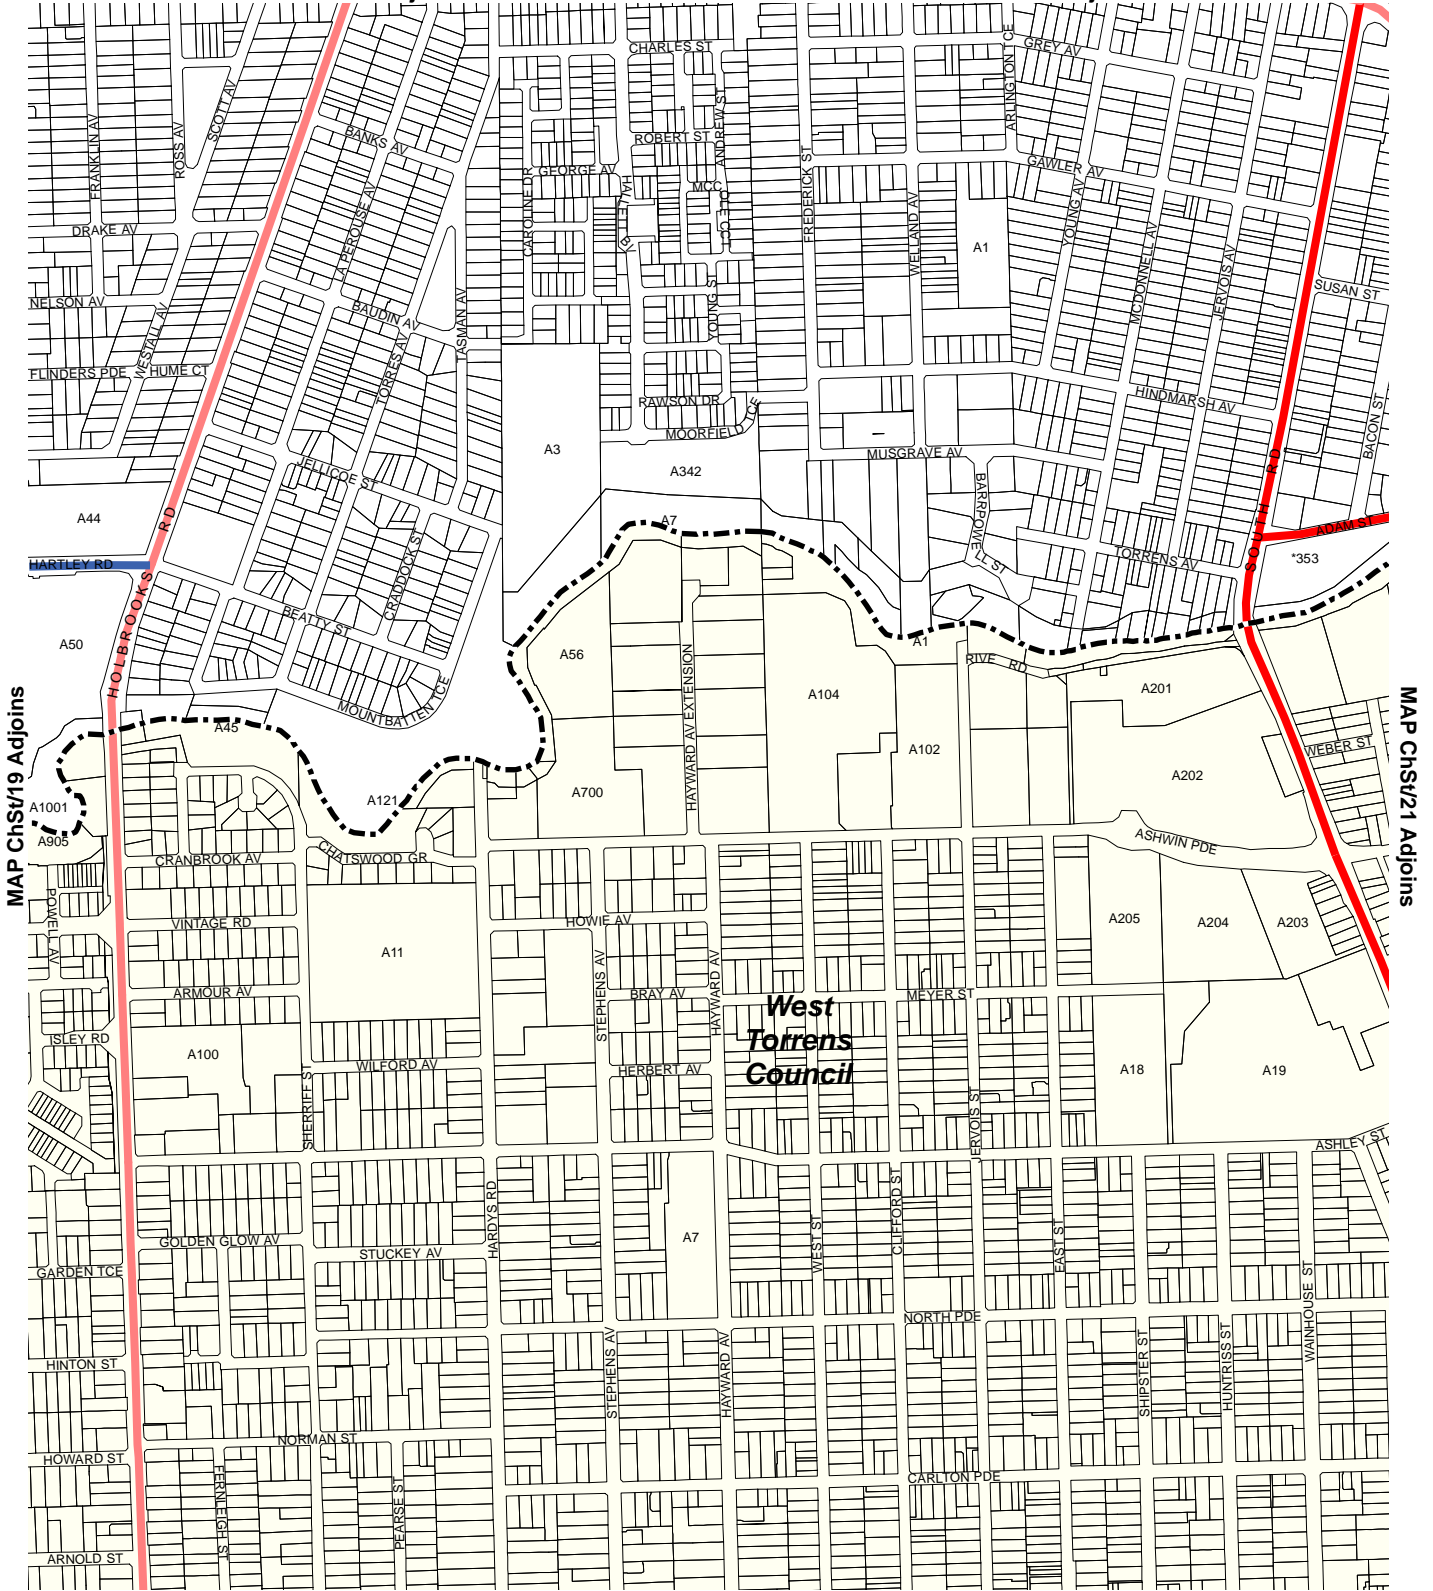 CHARLES ST
GREY AV
ARLINGTON TCE
FRANKLIN AV
ROSS AV
SCOTT AV
BANKS AV
ROBERT ST
ANDREW ST
GEORGE AV
CAROLINE DR
HALLETT BV
MCC
OLE CCT
FREDERICK ST
WELLAND AV
GAWLER AV
YOUNG AV
MCDONNELL AV
JERVOIS AV
A1
DRAKE AV
LA PEROUSE AV
NELSON AV
WESTALL AV
BAUDIN AV
TASMAN AV
TORRES AV
YOUNG ST
SUSAN ST
FLINDERS PDE
HUME CT
RAWSON DR
MOORFIELD
CE
HINDMARSH AV
BACON ST
A3
A342
MUSGRAVE AV
BARRPOWELL ST
JELLICOE ST
A44
HOLBROOKS RD
SOUTH RD
A7
ADAM ST
*353
HARTLEY RD
CRADDOCK ST
BEATTY ST
TORRENS AV
A50
A56
A1
RIVE
RD
HAYWARD AV EXTENSION
A104
A201
MOUNTBATTEN TCE
A45
A102
WEBER ST
MAP ChSt/19 Adjoins
MAP ChSt/21 Adjoins
A202
A1001
A121
A700
A905
CRANBROOK AV
CHATSWOOD GR
ASHWIN PDE
POWELL AV
VINTAGE RD
HOWIE AV
A205
A204
A203
A11
STEPHENS AV
HAYWARD AV
ARMOUR AV
BRAY AV
MEYER ST
West
Torrens
Council
ISLEY RD
A100
WILFORD AV
HERBERT AV
A18
A19
SHERRIFF ST
JERVOIS ST
ASHLEY ST
HARDYS RD
A7
WEST ST
CLIFFORD ST
EAST ST
GOLDEN GLOW AV
STUCKEY AV
GARDEN TCE
WAINHOUSE ST
NORTH PDE
HINTON ST
STEPHENS AV
HAYWARD AV
SHIPSTER ST
HUNTRISS ST
NORMAN ST
HOWARD ST
FERNLEIGH ST
PEARSE ST
CARLTON PDE
ARNOLD ST